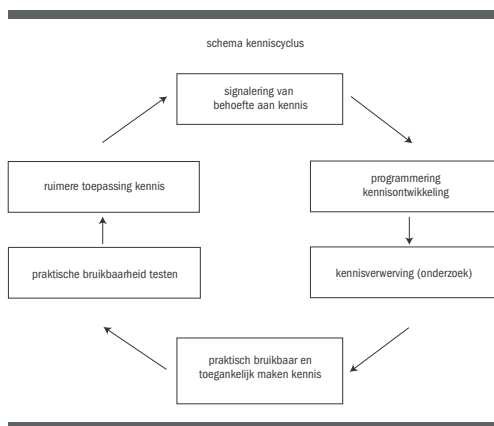 schema kenniscyclus
signalering van
behoefte aan kennis
programmering
kennisontwikkeling
kennisverwerving (onderzoek)
praktisch bruikbaar en
toegankelijk maken kennis
praktische bruikbaarheid testen
ruimere toepassing kennis